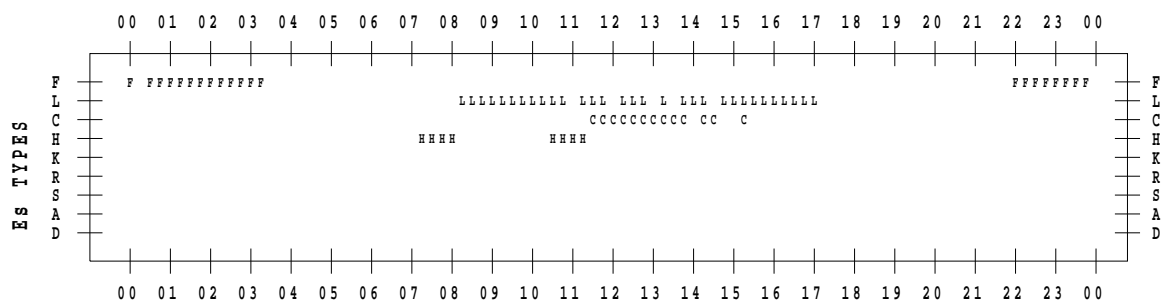 00 01 02 03 04 05 06 07 08 09 10 11 12 13 14 15 16 17 18 19 20 21 22 23 00
F F FFFFFFFFFFFF FFFFFFFF F
L LLLLLLLLLLL LLL LLL L LLL LLLLLLLLLL L
C CCCCCCCCCC CC C C
H HHHH HHHH H
K K
R R
S S
A A
D D
Es TYPES
00 01 02 03 04 05 06 07 08 09 10 11 12 13 14 15 16 17 18 19 20 21 22 23 00